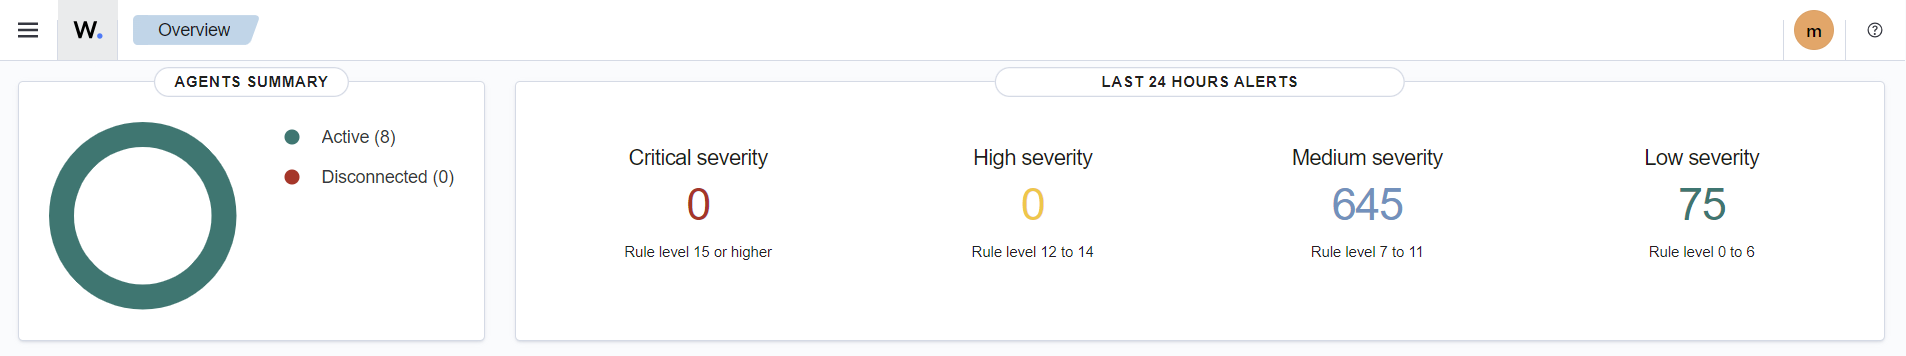 W.
Overview
m
AGENTS SUMMARY
Active (8)
Disconnected (0)
LAST 24 HOURS ALERTS
Critical severity
0
Rule level 15 or higher
High severity
0
Rule level 12 to 14
Medium severity
645
Rule level 7 to 11
Low severity
75
Rule level 0 to 6